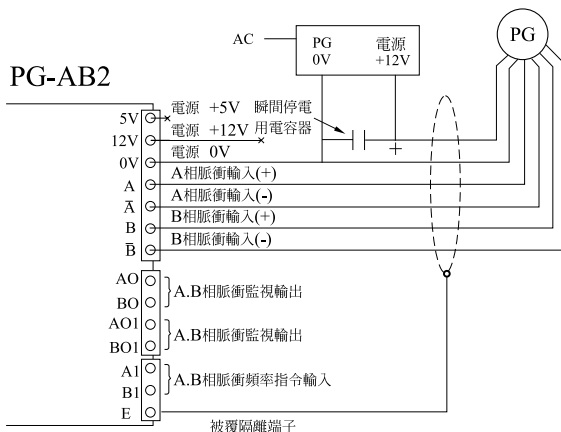 AC
PG
0V
電源
+12V
PG
PG-AB2
5V
電源 +5V
瞬間停電
用電容器
12V
電源 +12V
0V
電源 0V
+
A
A相脈衝輸入(+)
A̅
A相脈衝輸入(-)
B
B相脈衝輸入(+)
B̅
B相脈衝輸入(-)
AO
BO
A.B相脈衝監視輸出
AO1
BO1
A.B相脈衝監視輸出
A1
B1
A.B相脈衝頻率指令輸入
E
被覆隔離端子